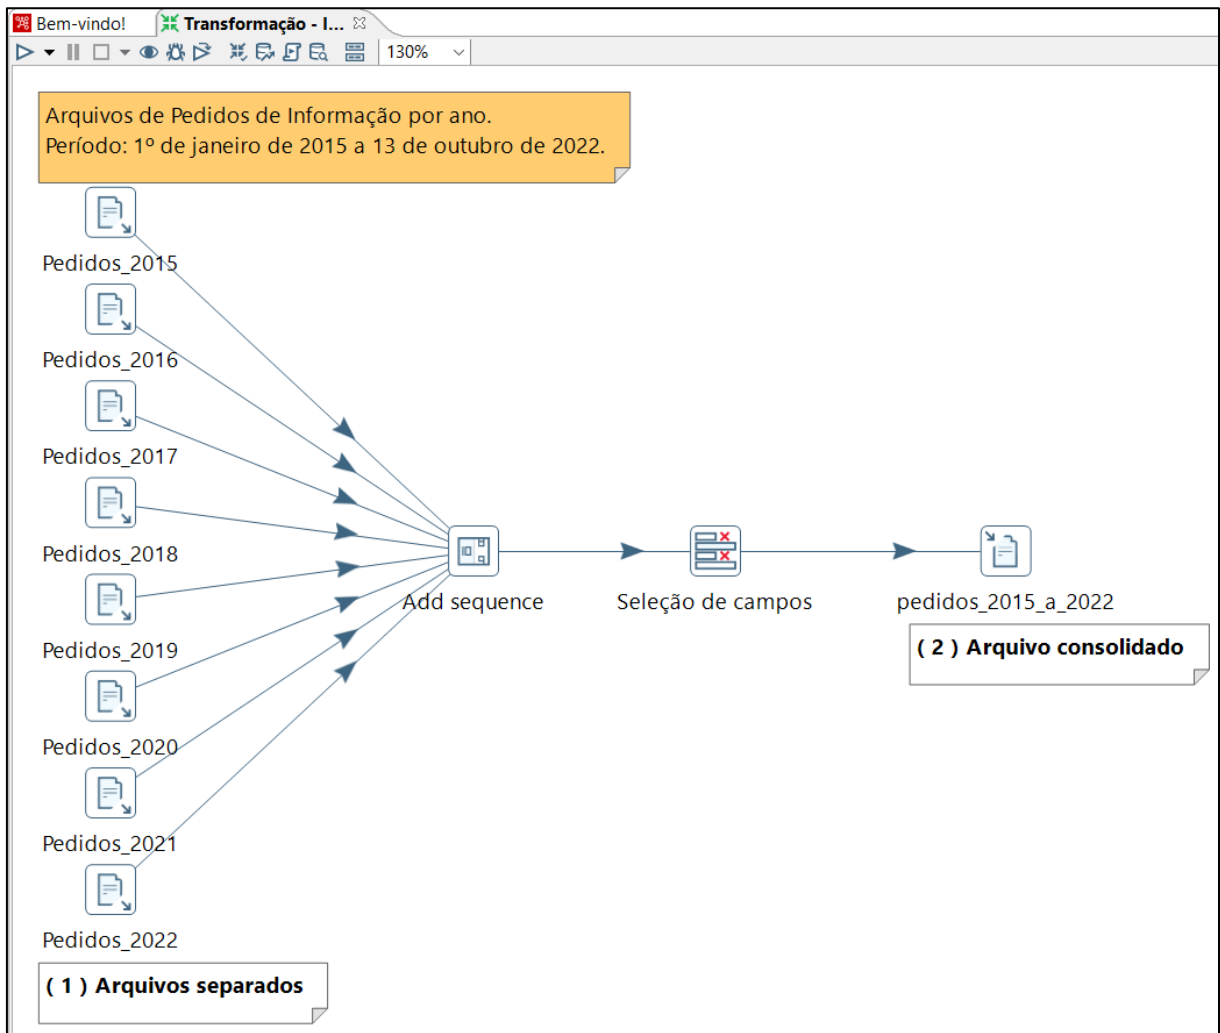 Bem-vindo!
Transformação - I...
130%
Arquivos de Pedidos de Informação por ano.
Período: 1º de janeiro de 2015 a 13 de outubro de 2022.
Pedidos_2015
Pedidos_2016
Pedidos_2017
Pedidos_2018
Pedidos_2019
Pedidos_2020
Pedidos_2021
Pedidos_2022
( 1 ) Arquivos separados
Add sequence
Seleção de campos
pedidos_2015_a_2022
( 2 ) Arquivo consolidado